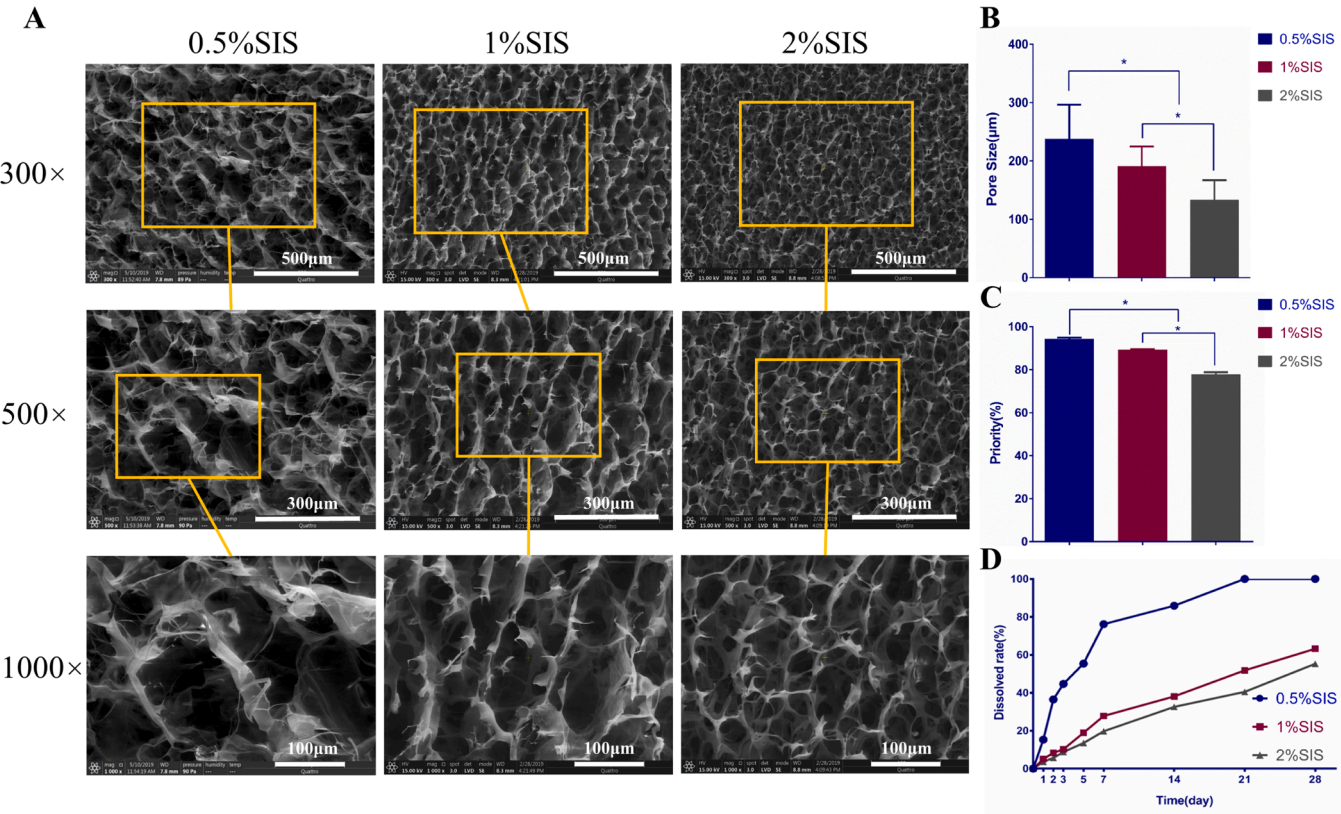 A
0.5%SIS
1%SIS
2%SIS
300×
500μm
500μm
500μm
500×
300μm
300μm
300μm
1000×
100μm
100μm
100μm
B
400
300
200
100
0
Pore Size(μm)
*
*
0.5%SIS
1%SIS
2%SIS
C
100
80
60
40
20
0
Priority(%)
*
*
0.5%SIS
1%SIS
2%SIS
D
100
80
60
40
20
0
Dissolved rate(%)
1 2 3 5 7 14 21 28
Time(day)
0.5%SIS
1%SIS
2%SIS